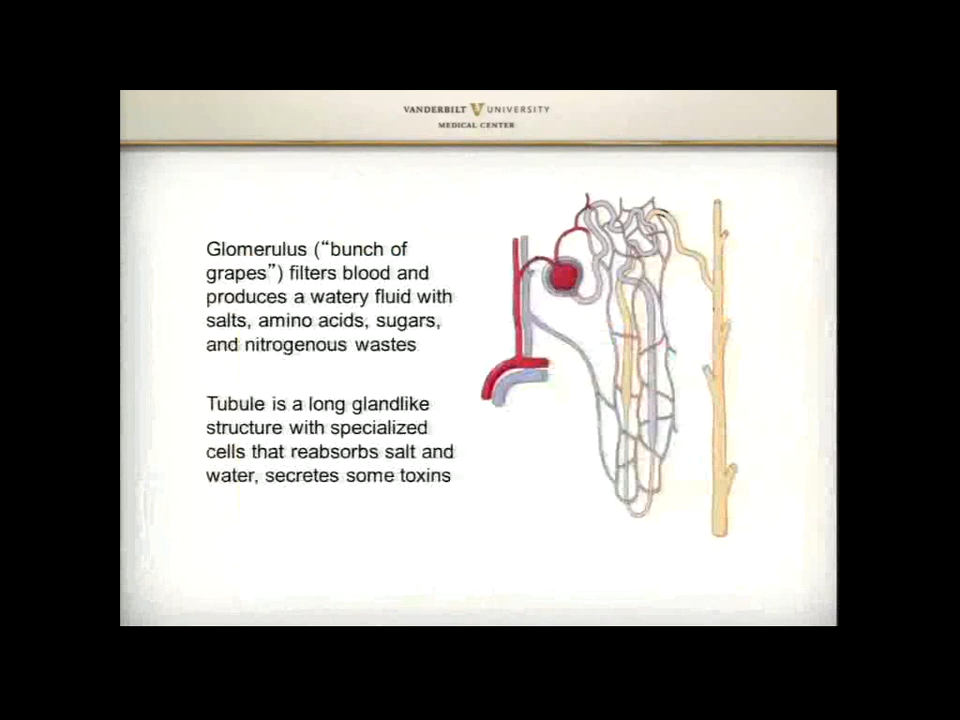 VANDERBILT V UNIVERSITY
MEDICAL CENTER
Glomerulus (“bunch of
grapes”) filters blood and
produces a watery fluid with
salts, amino acids, sugars,
and nitrogenous wastes
Tubule is a long glandlike
structure with specialized
cells that reabsorbs salt and
water, secretes some toxins